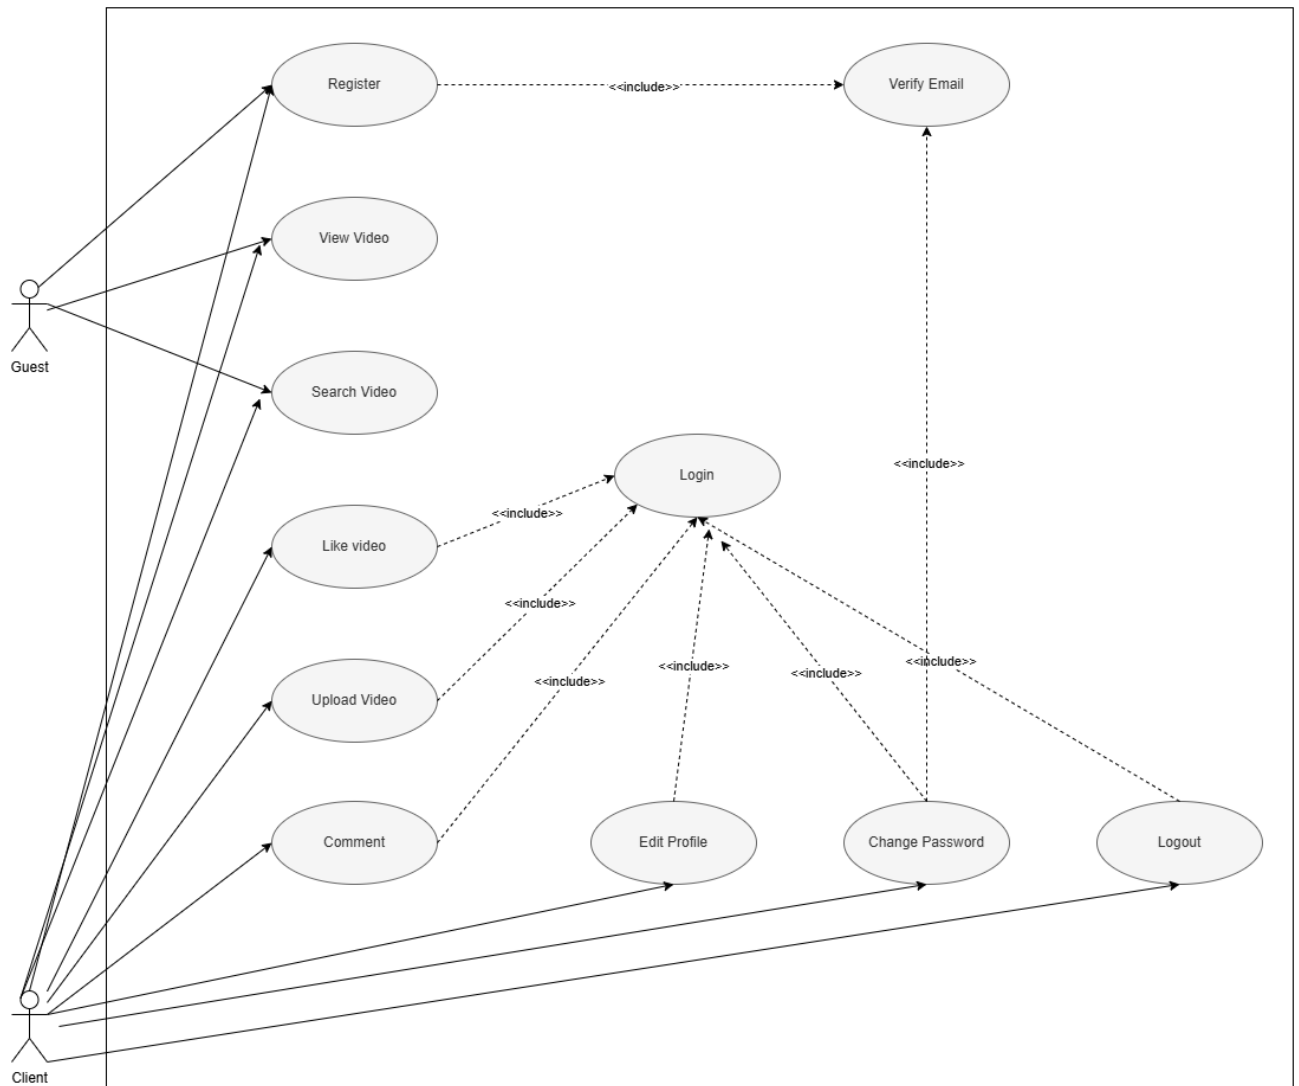 Register
<<include>>
Verify Email
View Video
Guest
Search Video
<<include>>
Login
<<include>>
Like video
<<include>>
<<include>>
<<include>>
<<include>>
<<include>>
Upload Video
Comment
Edit Profile
Change Password
Logout
Client